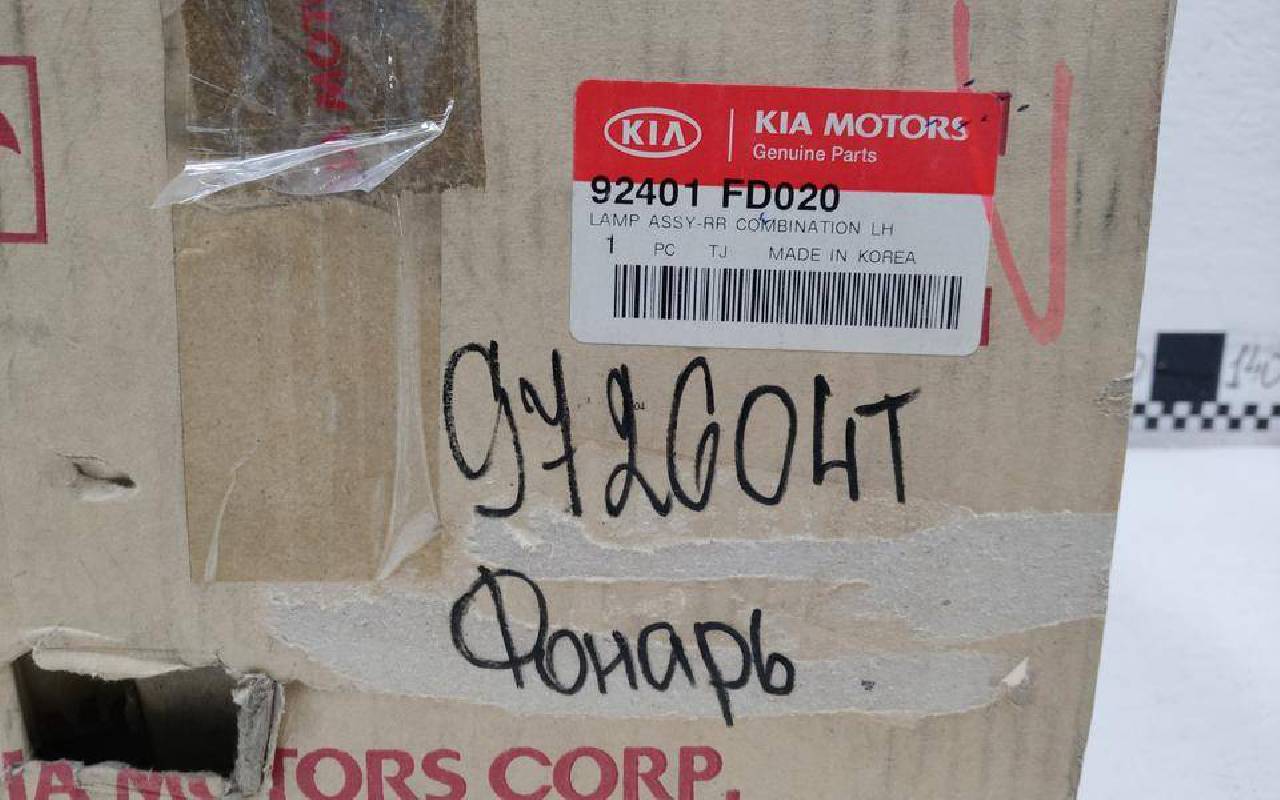 KIA
KIA MOTORS
Genuine Parts
92401 FD020
LAMP ASSY-RR COMBINATION LH
1 PC TJ MADE IN KOREA
972604T
Фонарь
MOTORS CORP.
140